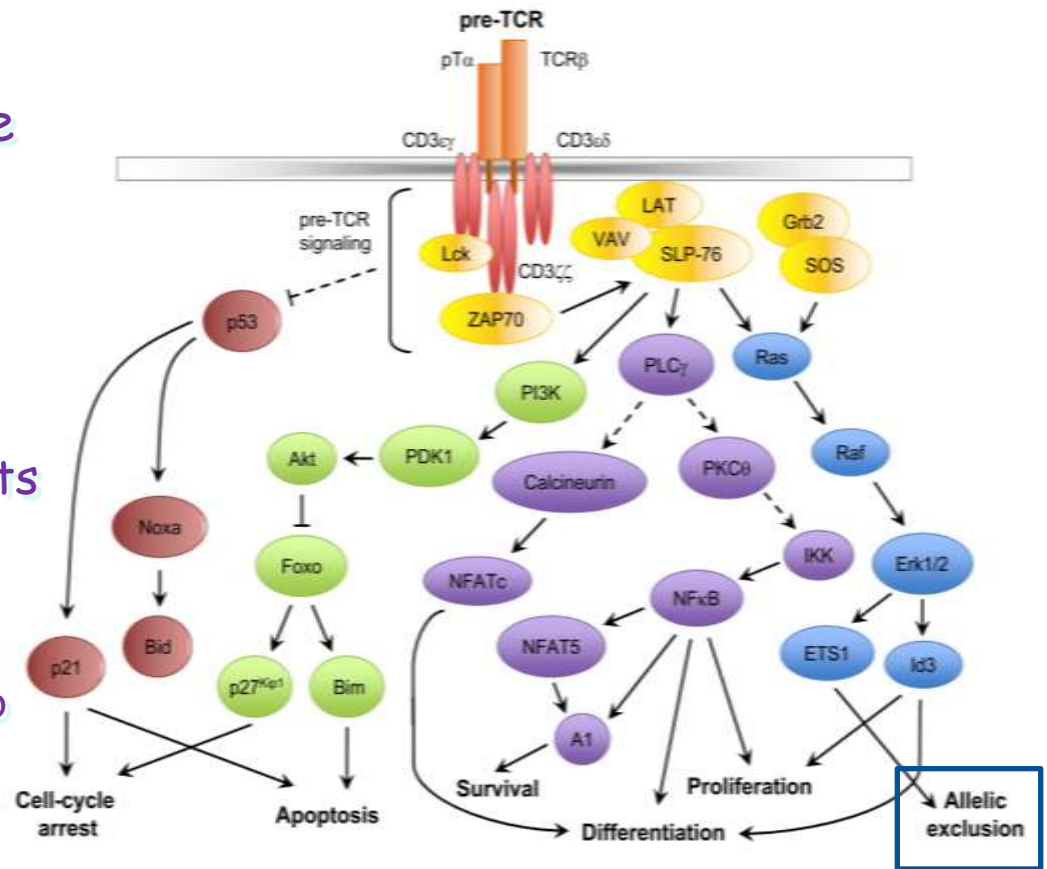 pre-TCR
pTα
TCRβ
e
CD3εγ
CD3εδ
pre-TCR
signaling
LAT
VAV
SLP-76
Grb2
SOS
Lck
CD3ζζ
ZAP70
p53
PI3K
PLCγ
Ras
Akt
PDK1
Calcineurin
PKCθ
Raf
ts
Noxa
Foxo
NFATc
NFκB
IKK
Erk1/2
p21
Bid
p27Kip1
Bim
NFAT5
ETS1
Id3
A1
Cell-cycle
arrest
Apoptosis
Survival
Differentiation
Proliferation
Allelic
exclusion